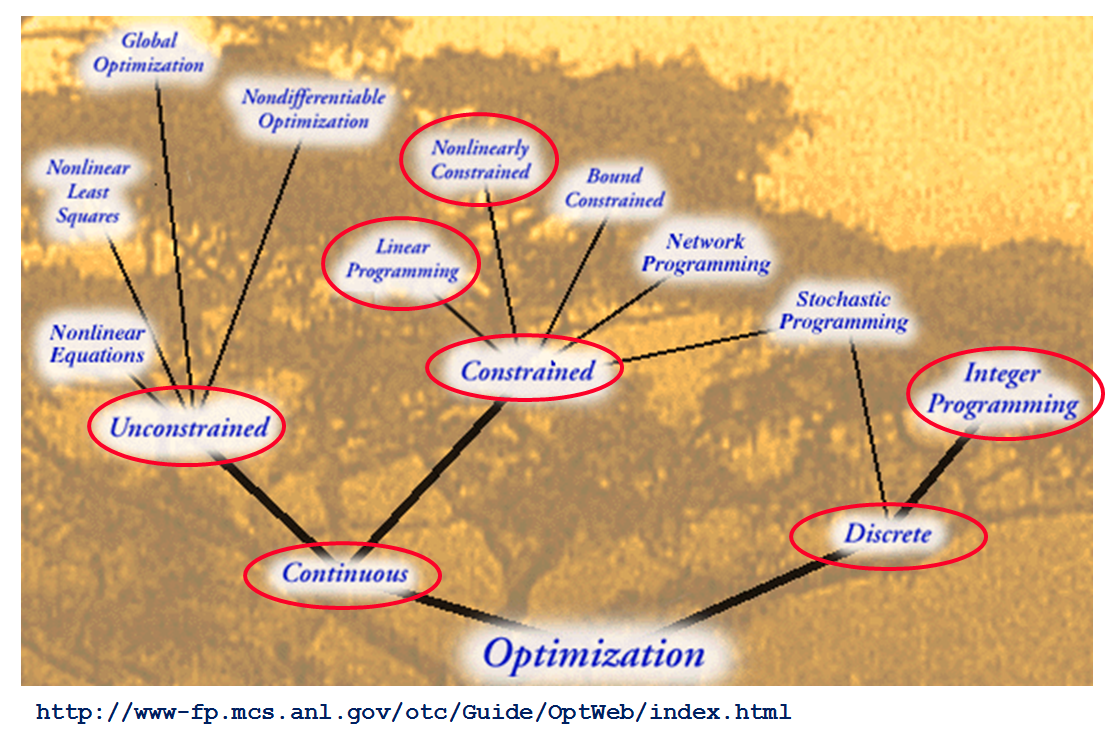 Global
Optimization
Nondifferentiable
Optimization
Nonlinearly
Constrained
Nonlinear
Least
Squares
Bound
Constrained
Linear
Programming
Network
Programming
Stochastic
Programming
Nonlinear
Equations
Constrained
Integer
Programming
Unconstrained
Discrete
Continuous
Optimization
http://www-fp.mcs.anl.gov/otc/Guide/OptWeb/index.html